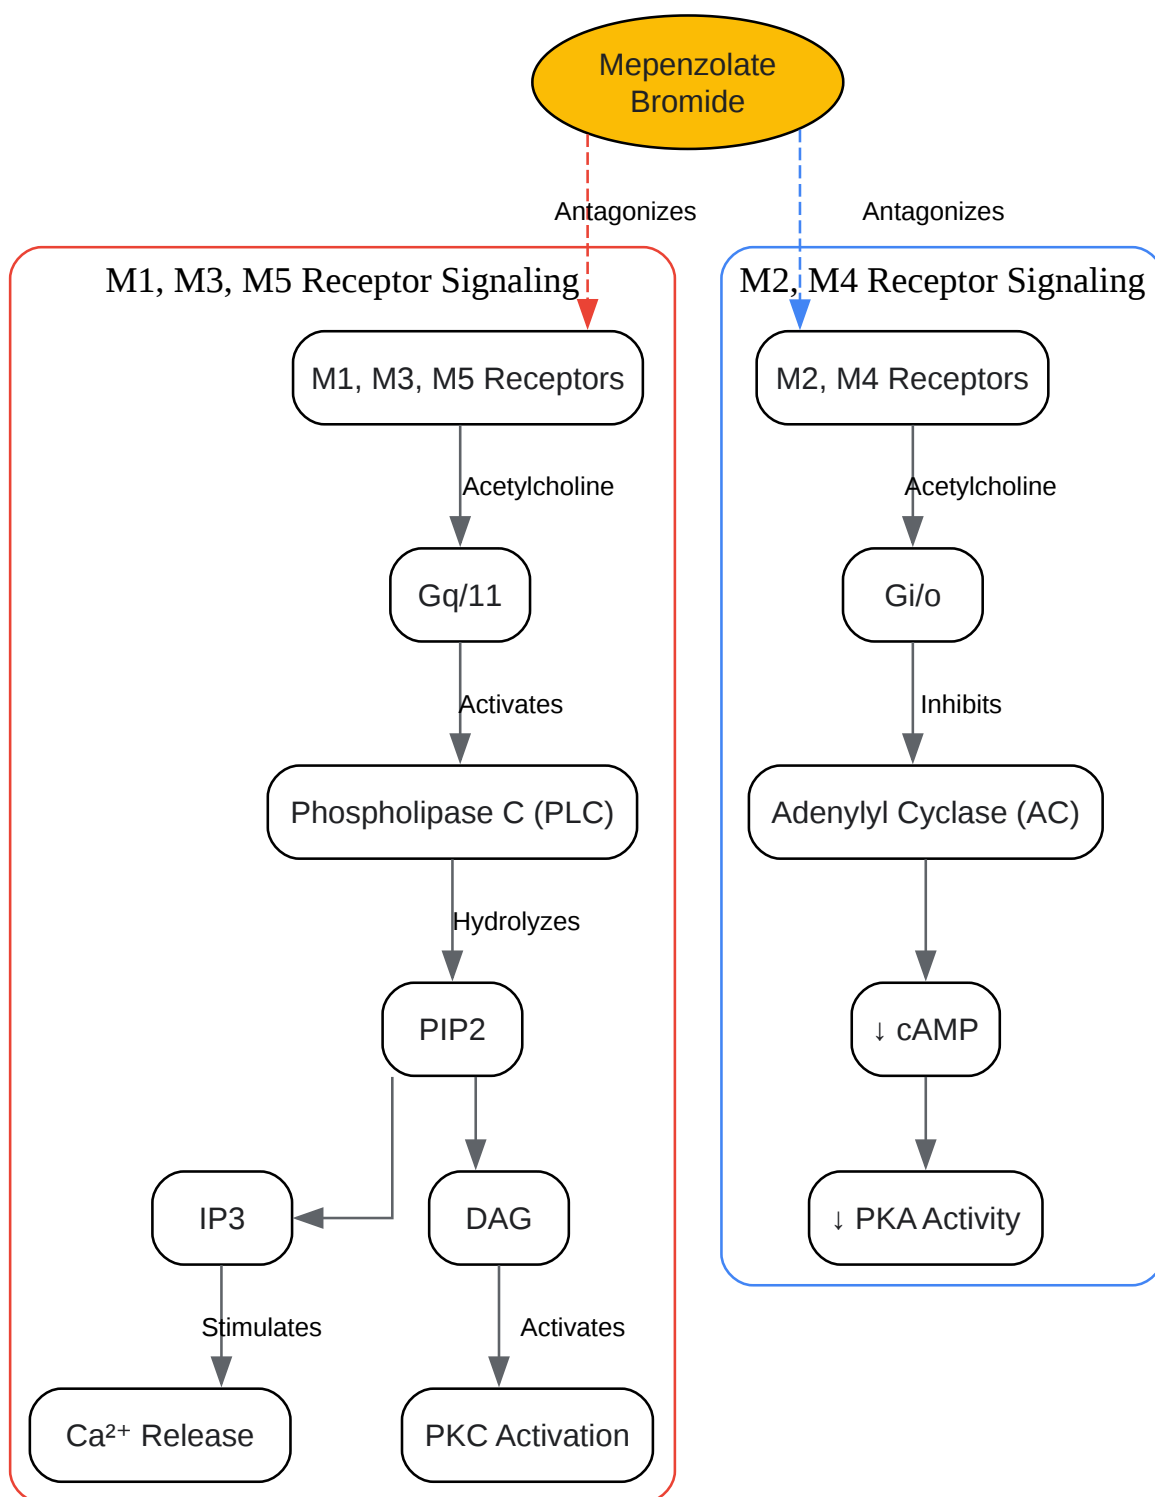 Mepenzolate
Bromide
Antagonizes
Antagonizes
M1, M3, M5 Receptor Signaling
M2, M4 Receptor Signaling
M1, M3, M5 Receptors
M2, M4 Receptors
Acetylcholine
Acetylcholine
Gq/11
Gi/o
Activates
Inhibits
Phospholipase C (PLC)
Adenylyl Cyclase (AC)
Hydrolyzes
PIP2
↓ cAMP
IP3
DAG
↓ PKA Activity
Stimulates
Activates
Ca²⁺ Release
PKC Activation